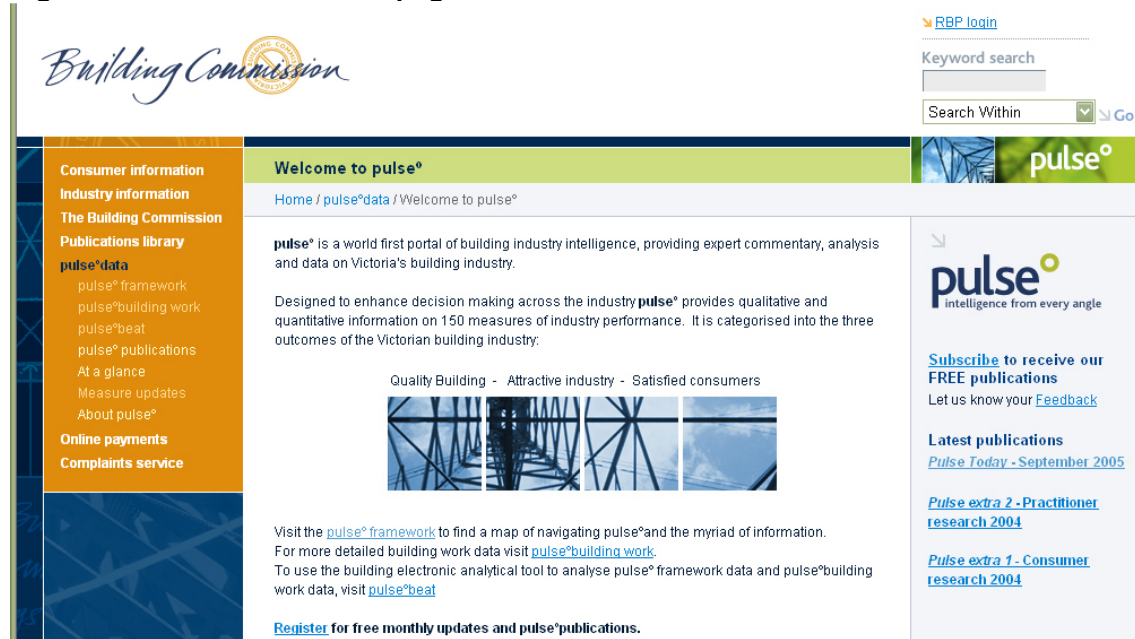 RBP login
Building Commission
BUILDING COMMISSION
VICTORIA
Keyword search
Search Within
Go
Consumer information
Industry information
The Building Commission
Publications library
pulse°data
pulse° framework
pulse°building work
pulse°beat
pulse° publications
At a glance
Measure updates
About pulse°
Online payments
Complaints service
Welcome to pulse°
pulse°
Home / pulse°data / Welcome to pulse°
pulse° is a world first portal of building industry intelligence, providing expert commentary, analysis
and data on Victoria's building industry.
Designed to enhance decision making across the industry pulse° provides qualitative and
quantitative information on 150 measures of industry performance. It is categorised into the three
outcomes of the Victorian building industry:
Quality Building - Attractive industry - Satisfied consumers
Visit the pulse° framework to find a map of navigating pulse°and the myriad of information.
For more detailed building work data visit pulse°building work.
To use the building electronic analytical tool to analyse pulse° framework data and pulse°building
work data, visit pulse°beat
Register for free monthly updates and pulse°publications.
pulse°
intelligence from every angle
Subscribe to receive our
FREE publications
Let us know your Feedback
Latest publications
Pulse Today - September 2005
Pulse extra 2 - Practitioner
research 2004
Pulse extra 1 - Consumer
research 2004